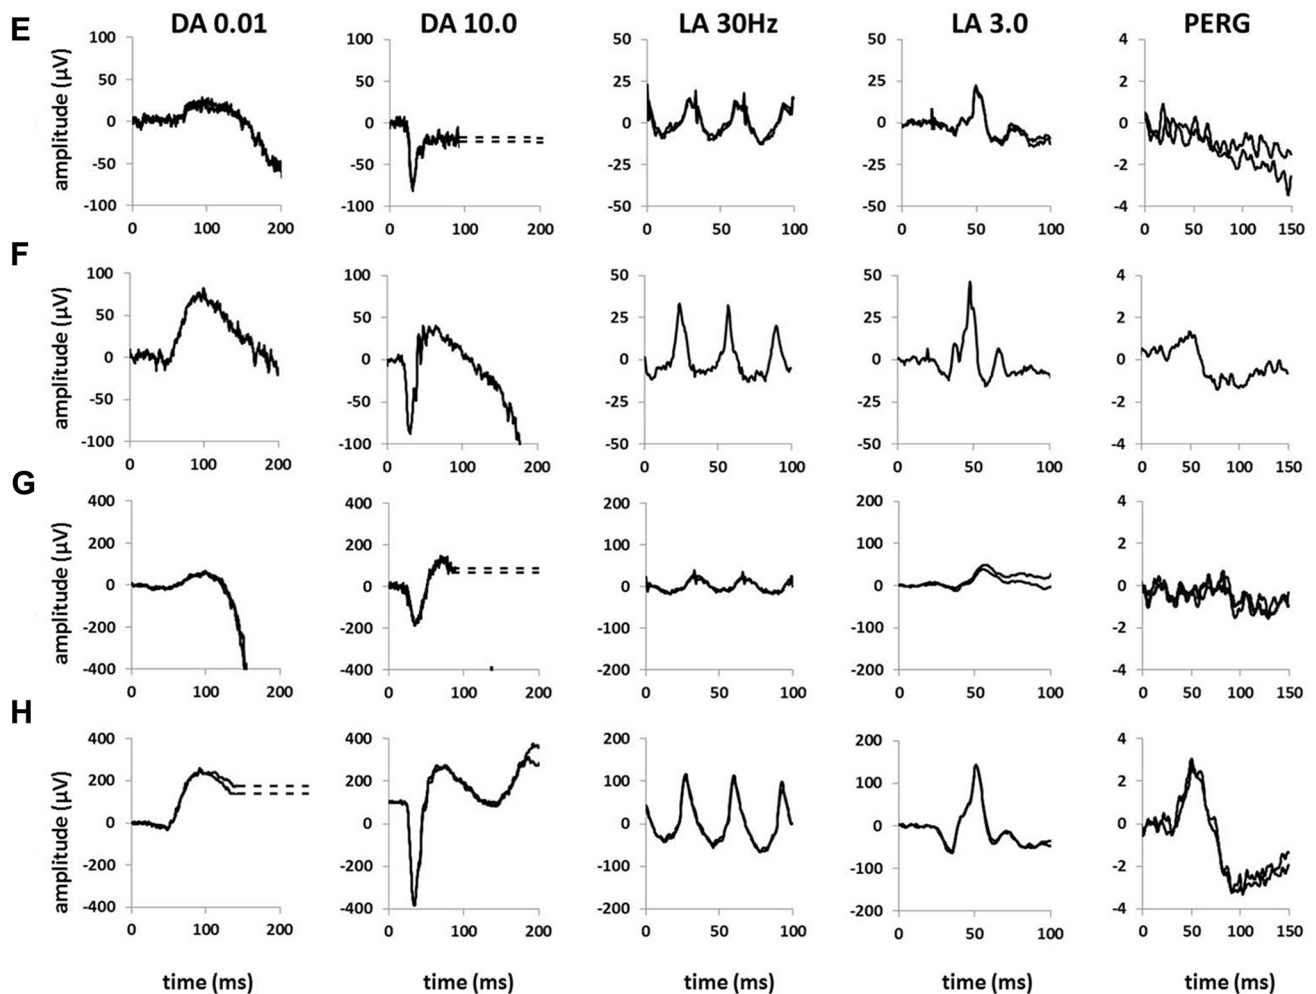 E DA 0.01 DA 10.0 LA 30Hz LA 3.0 PERG
amplitude (µV) 100 50 0 -50 -100 0 100 200
100 50 0 -50 -100 0 100 200
50 25 0 -25 -50 0 50 100
50 25 0 -25 -50 0 50 100
4 2 0 -2 -4 0 50 100 150
F
amplitude (µV) 100 50 0 -50 -100 0 100 200
100 50 0 -50 -100 0 100 200
50 25 0 -25 -50 0 50 100
50 25 0 -25 -50 0 50 100
4 2 0 -2 -4 0 50 100 150
G
amplitude (µV) 400 200 0 -200 -400 0 100 200
400 200 0 -200 -400 0 100 200
200 100 0 -100 -200 0 50 100
200 100 0 -100 -200 0 50 100
4 2 0 -2 -4 0 50 100 150
H
amplitude (µV) 400 200 0 -200 -400 0 100 200
400 200 0 -200 -400 0 100 200
200 100 0 -100 -200 0 50 100
200 100 0 -100 -200 0 50 100
4 2 0 -2 -4 0 50 100 150
time (ms) time (ms) time (ms) time (ms) time (ms)